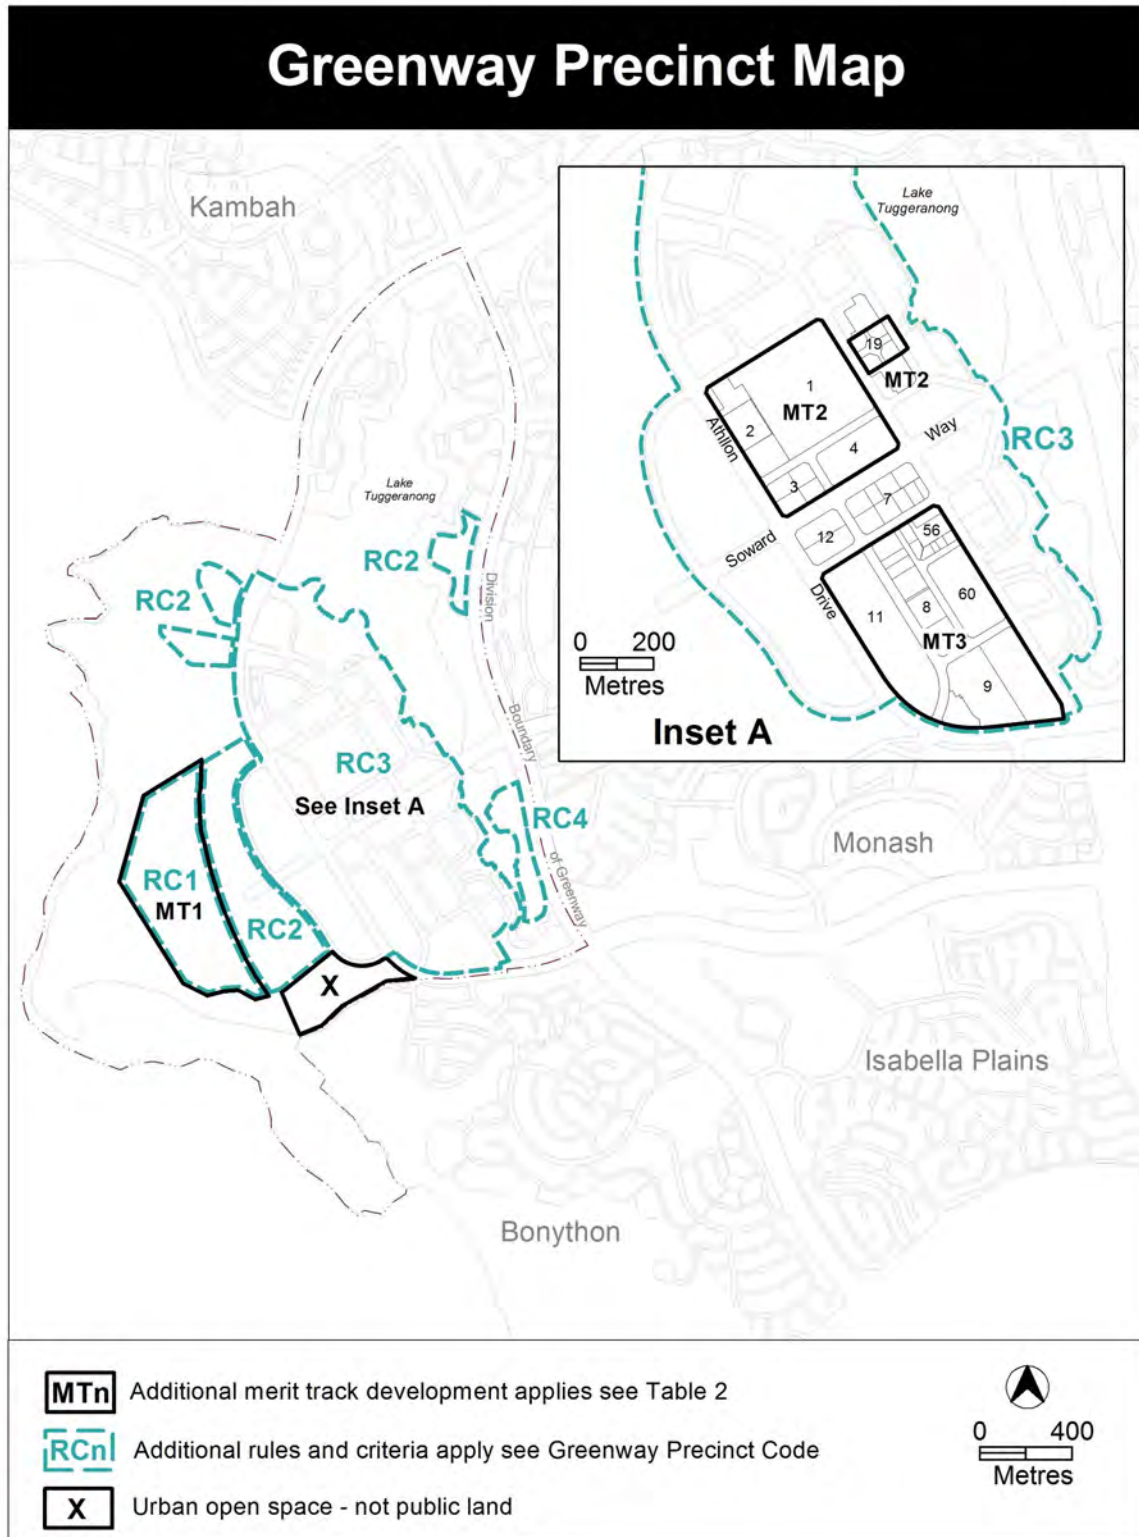 Greenway Precinct Map
Kambah
Lake
Tuggeranong
19
MT2
1
MT2
2
Athllon
4
Way
RC3
3
7
Soward
12
56
Drive
11
8
60
MT3
9
0 200
Metres
Inset A
Lake
Tuggeranong
RC2
RC2
Division
Boundary
of Greenway
RC3
See Inset A
RC4
Monash
RC1
MT1
RC2
X
Isabella Plains
Bonython
MTn Additional merit track development applies see Table 2
RCn Additional rules and criteria apply see Greenway Precinct Code
X Urban open space - not public land
0 400
Metres